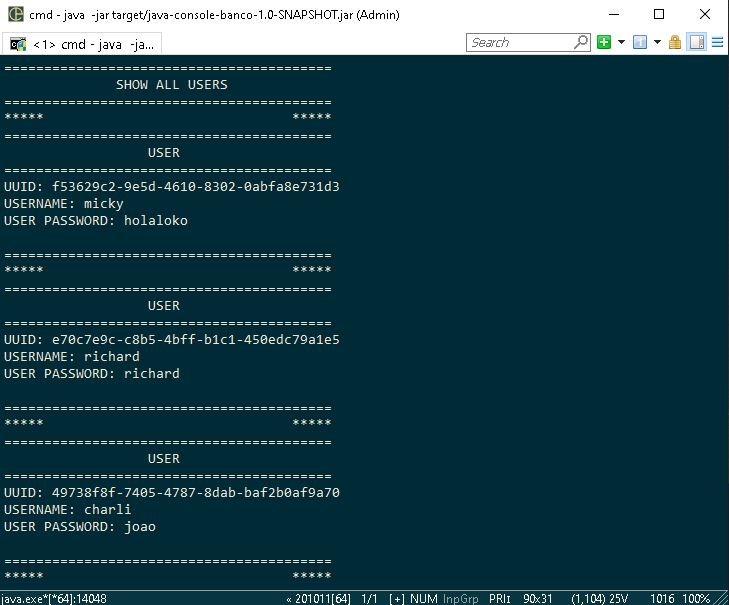 cmd - java  -jar target/java-console-banco-1.0-SNAPSHOT.jar (Admin)
<1> cmd - java  -ja...
Search
=========================================
SHOW ALL USERS
=========================================
*****                               *****
=========================================
USER
=========================================
UUID: f53629c2-9e5d-4610-8302-0abfa8e731d3
USERNAME: micky
USER PASSWORD: holaloko
=========================================
*****                               *****
=========================================
USER
=========================================
UUID: e70c7e9c-c8b5-4bff-b1c1-450edc79a1e5
USERNAME: richard
USER PASSWORD: richard
=========================================
*****                               *****
=========================================
USER
=========================================
UUID: 49738f8f-7405-4787-8dab-baf2b0af9a70
USERNAME: charli
USER PASSWORD: joao
=========================================
*****                               *****
java.exe*[*64]:14048 « 201011[64] 1/1 [+] NUM InpGrp PRI↕ 90x31 (1,104) 25V 1016 100%